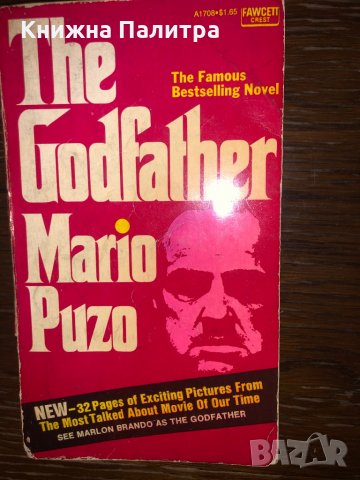 Книжна Палитра
A1708•$1.65
FAWCETT
CREST
The
The Famous
Bestselling Novel
Godfather
Mario
Puzo
NEW—32 Pages of Exciting Pictures From
The Most Talked About Movie Of Our Time
SEE MARLON BRANDO AS THE GODFATHER
BAZAR